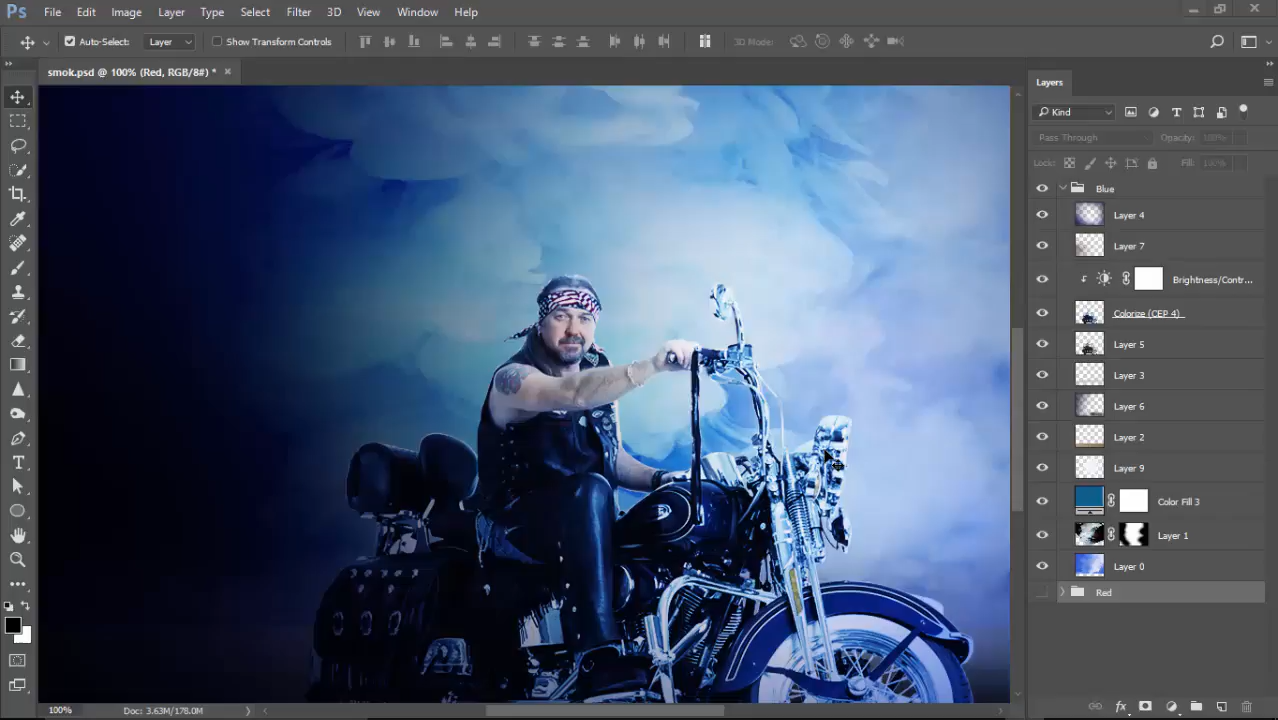 Ps File Edit Image Layer Type Select Filter 3D View Window Help
Auto-Select: Layer Show Transform Controls 3D Mode:
smok.psd @ 100% (Red, RGB/8#) * ×
Layers
Kind
Pass Through Opacity: 100%
Lock: Fill: 100%
Blue
Layer 4
Layer 7
Brightness/Contr...
Colorize (CEP 4)
Layer 5
Layer 3
Layer 6
Layer 2
Layer 9
Color Fill 3
Layer 1
Layer 0
Red
100% Doc: 3.63M/178.0M